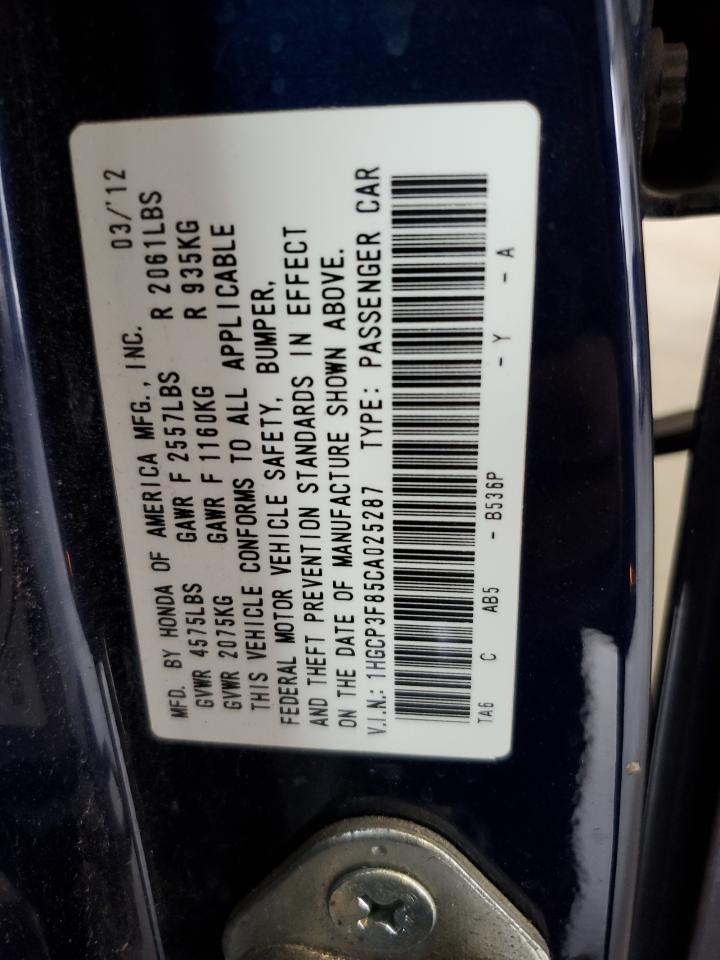 MFD. BY HONDA OF AMERICA MFG., INC. 03/'12
GVWR 4575LBS GAWR F 2557LBS R 2061LBS
GVWR 2075KG GAWR F 1160KG R 935KG
THIS VEHICLE CONFORMS TO ALL APPLICABLE
FEDERAL MOTOR VEHICLE SAFETY, BUMPER,
AND THEFT PREVENTION STANDARDS IN EFFECT
ON THE DATE OF MANUFACTURE SHOWN ABOVE.
V.I.N.: 1HGCP3F85CA025287 TYPE: PASSENGER CAR
TA6 C AB5 - B536P - Y - A